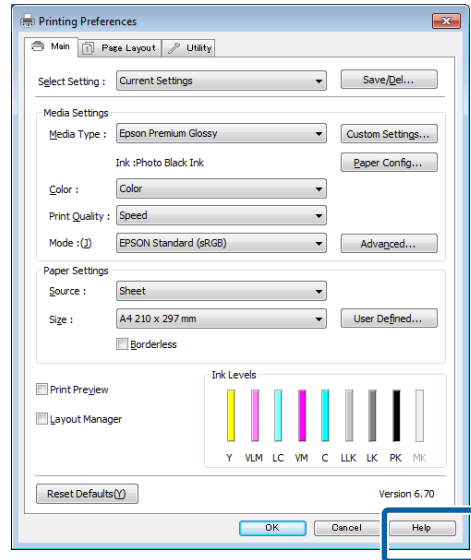 Printing Preferences
Main Page Layout Utility
Select Setting : Current Settings Save/Del...
Media Settings
Media Type : Epson Premium Glossy Custom Settings...
Ink :Photo Black Ink Paper Config...
Color : Color
Print Quality : Speed
Mode :(J) EPSON Standard (sRGB) Advanced...
Paper Settings
Source : Sheet
Size : A4 210 x 297 mm User Defined...
Borderless
Ink Levels
Print Preview
Layout Manager
Y VLM LC VM C LLK LK PK MK
Reset Defaults(Y) Version 6.70
OK Cancel Help